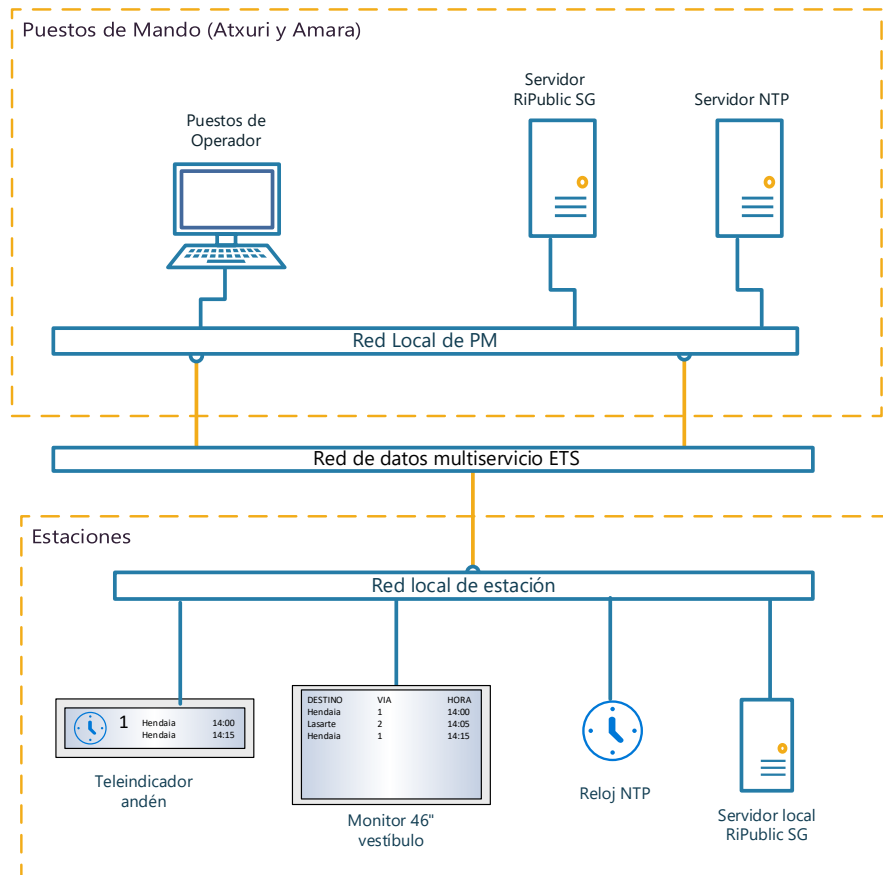 Puestos de Mando (Atxuri y Amara)
Servidor
RiPublic SG
Servidor NTP
Puestos de
Operador
Red Local de PM
Red de datos multiservicio ETS
Estaciones
Red local de estación
1 Hendaia 14:00
Hendaia 14:15
Teleindicador
andén
DESTINO VIA HORA
Hendaia 1 14:00
Lasarte 2 14:05
Hendaia 1 14:15
Monitor 46"
vestíbulo
Reloj NTP
Servidor local
RiPublic SG